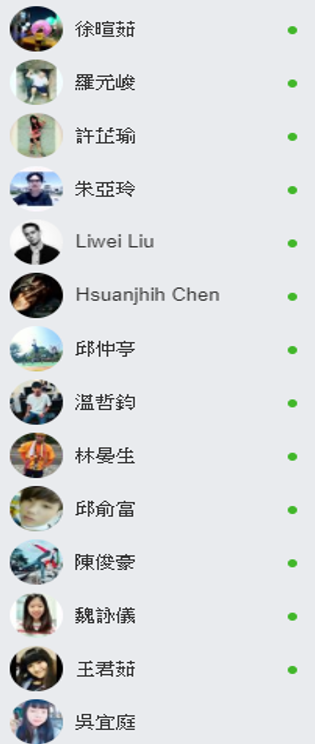 徐暄茹
羅元峻
許芷瑜
朱亞玲
Liwei Liu
Hsuanjhih Chen
邱仲亭
溫哲鈞
林晏生
邱俞富
陳俊豪
魏詠儀
王君茹
吳宜庭